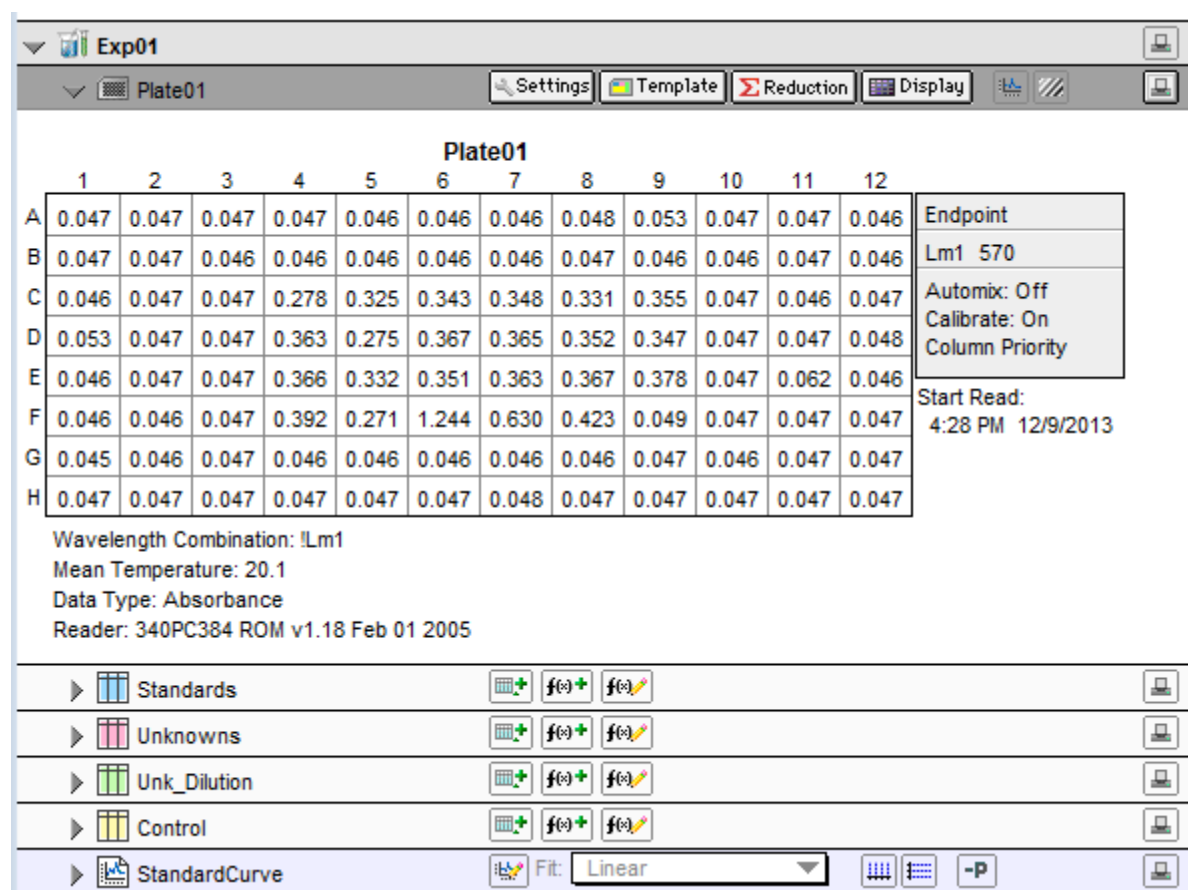 Exp01
Plate01 Settings Template Reduction Display
Plate01
1 2 3 4 5 6 7 8 9 10 11 12
A 0.047 0.047 0.047 0.047 0.046 0.046 0.046 0.048 0.053 0.047 0.047 0.046
B 0.047 0.047 0.046 0.046 0.046 0.046 0.046 0.047 0.046 0.046 0.047 0.046
C 0.046 0.047 0.047 0.278 0.325 0.343 0.348 0.331 0.355 0.047 0.046 0.047
D 0.053 0.047 0.047 0.363 0.275 0.367 0.365 0.352 0.347 0.047 0.047 0.048
E 0.046 0.047 0.047 0.366 0.332 0.351 0.363 0.367 0.378 0.047 0.062 0.046
F 0.046 0.046 0.047 0.392 0.271 1.244 0.630 0.423 0.049 0.047 0.047 0.047
G 0.045 0.046 0.047 0.046 0.046 0.046 0.046 0.046 0.047 0.046 0.047 0.047
H 0.047 0.047 0.047 0.047 0.047 0.047 0.048 0.047 0.047 0.047 0.047 0.047
Endpoint
Lm1 570
Automix: Off
Calibrate: On
Column Priority
Start Read:
4:28 PM 12/9/2013
Wavelength Combination: !Lm1
Mean Temperature: 20.1
Data Type: Absorbance
Reader: 340PC384 ROM v1.18 Feb 01 2005
Standards f(x) f(x)
Unknowns f(x) f(x)
Unk_Dilution f(x) f(x)
Control f(x) f(x)
StandardCurve Fit: Linear -P